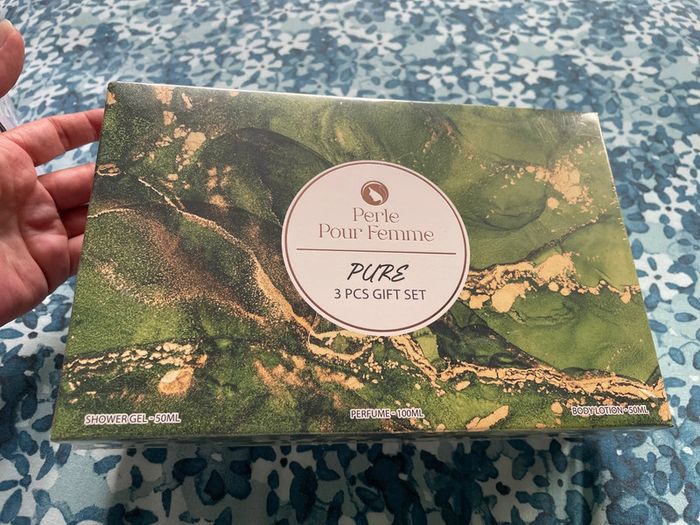 Perle
Pour Femme
PURE
3 PCS GIFT SET
SHOWER GEL - 50ML
PERFUME - 100ML
BODY LOTION - 50ML